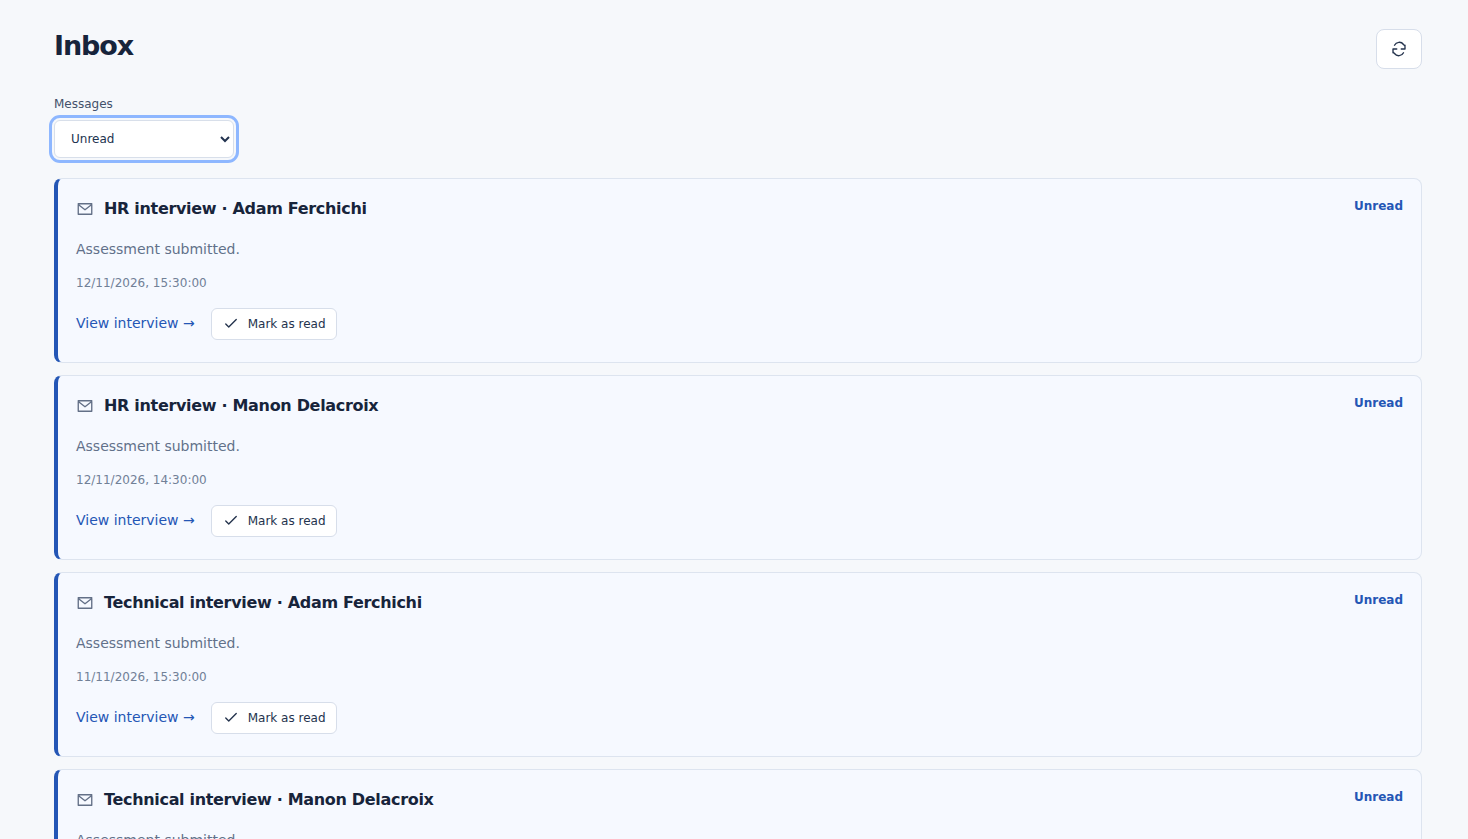 Inbox
Messages
Unread
HR interview · Adam Ferchichi
Unread
Assessment submitted.
12/11/2026, 15:30:00
View interview →
Mark as read
HR interview · Manon Delacroix
Unread
Assessment submitted.
12/11/2026, 14:30:00
View interview →
Mark as read
Technical interview · Adam Ferchichi
Unread
Assessment submitted.
11/11/2026, 15:30:00
View interview →
Mark as read
Technical interview · Manon Delacroix
Unread
Assessment submitted.